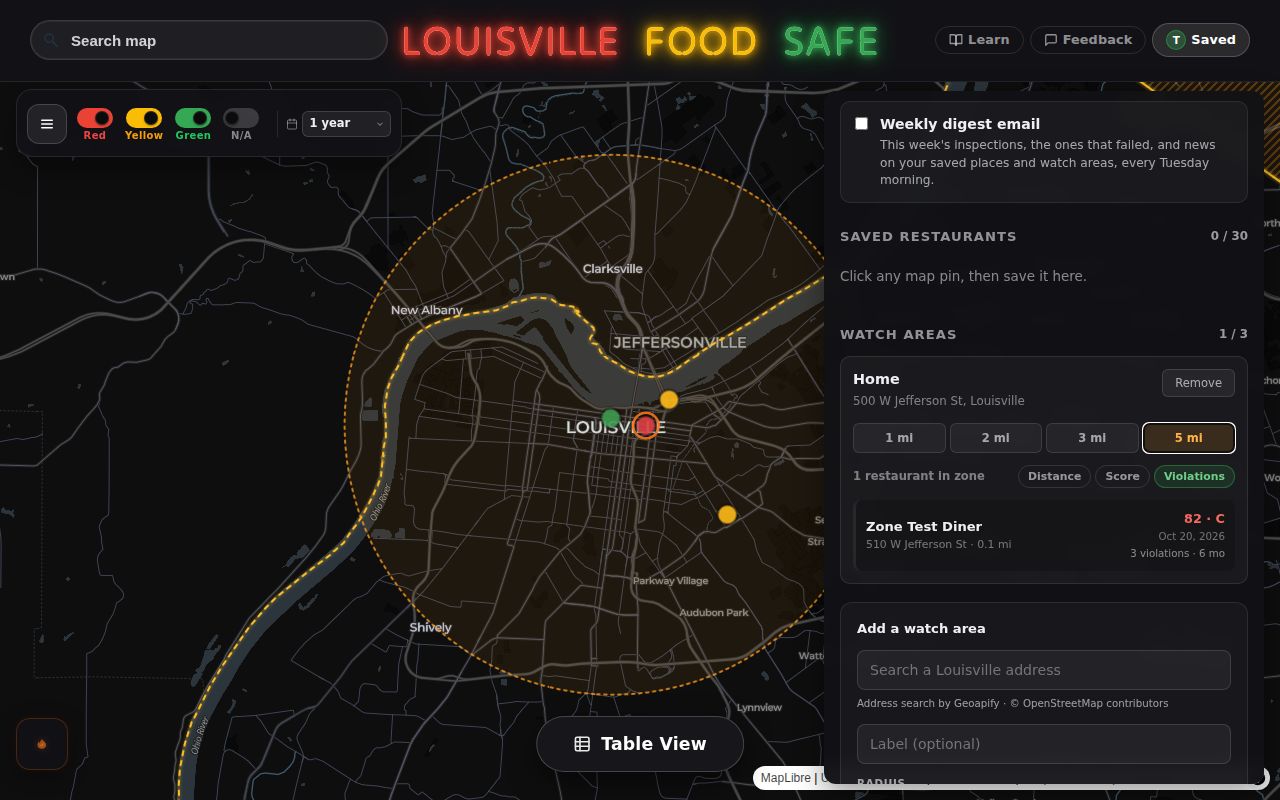 Search map
LOUISVILLE FOOD SAFE
Learn
Feedback
T Saved
Red
Yellow
Green
N/A
1 year
Weekly digest email
This week's inspections, the ones that failed, and news
on your saved places and watch areas, every Tuesday
morning.
SAVED RESTAURANTS
0 / 30
Click any map pin, then save it here.
WATCH AREAS
1 / 3
Home
Remove
500 W Jefferson St, Louisville
1 mi
2 mi
3 mi
5 mi
1 restaurant in zone
Distance
Score
Violations
Zone Test Diner
82 · C
510 W Jefferson St · 0.1 mi
Oct 20, 2026
3 violations · 6 mo
Add a watch area
Search a Louisville address
Address search by Geoapify · © OpenStreetMap contributors
Label (optional)
RADIUS
Clarksville
New Albany
JEFFERSONVILLE
LOUISVILLE
Ohio River
Parkway Village
Audubon Park
Shively
Lynnview
Ohio River
Table View
MapLibre |